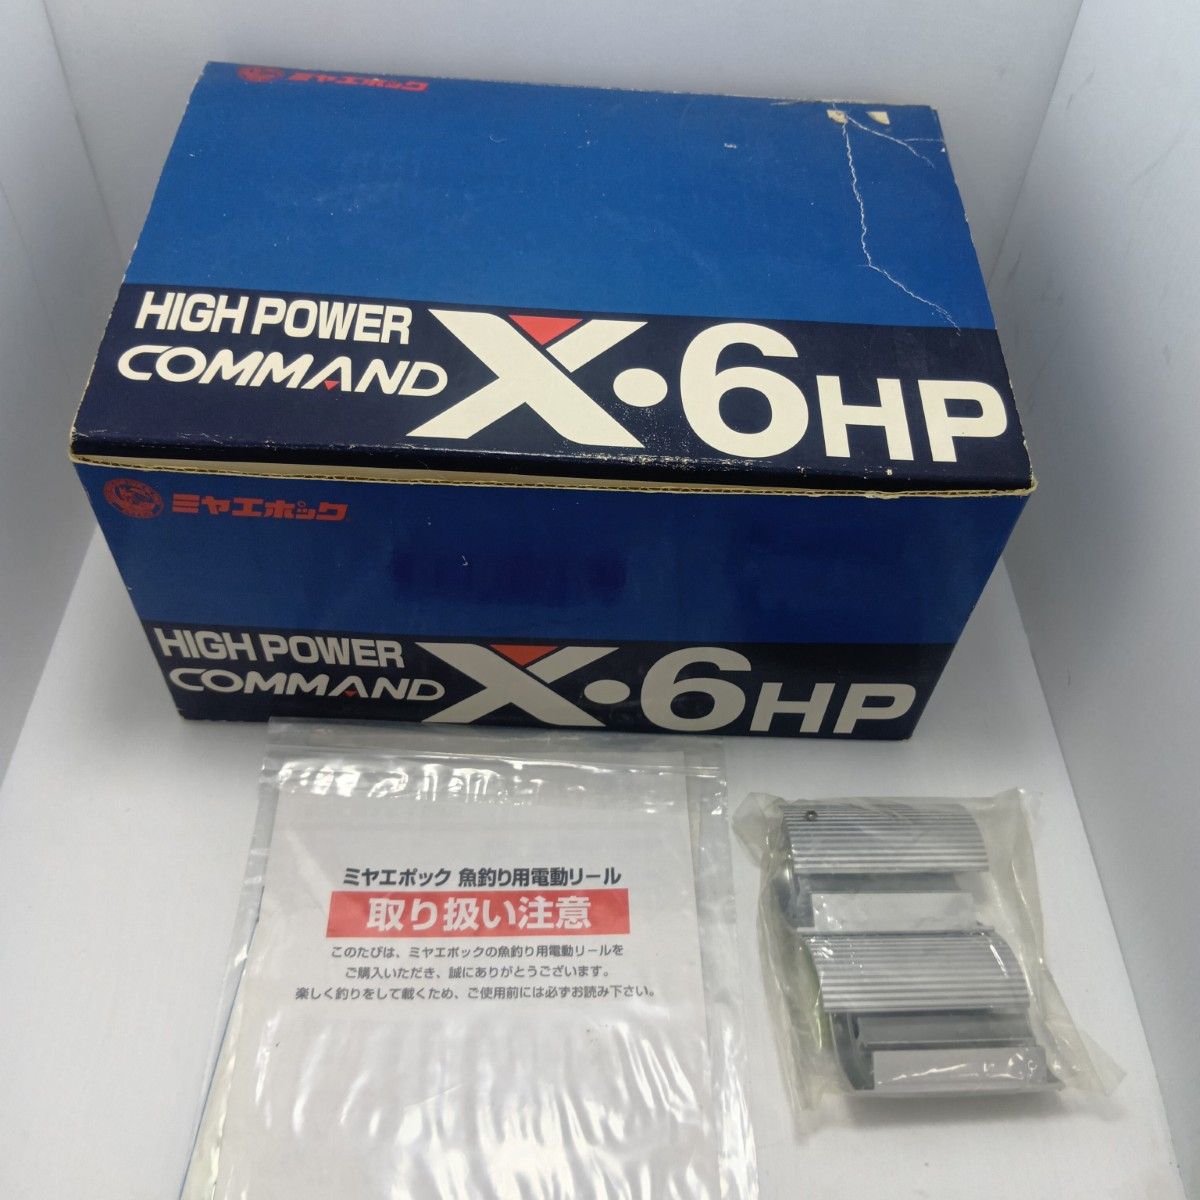 ミヤエポック
HIGH POWER
COMMAND X・6HP
ミヤエポック
HIGH POWER
COMMAND X・6HP
ミヤエポック 魚釣り用電動リール
取り扱い注意
このたびは、ミヤエポックの魚釣り用電動リールを
ご購入いただき、誠にありがとうございます。
楽しく釣りをして戴くため、ご使用前には必ずお読み下さい。